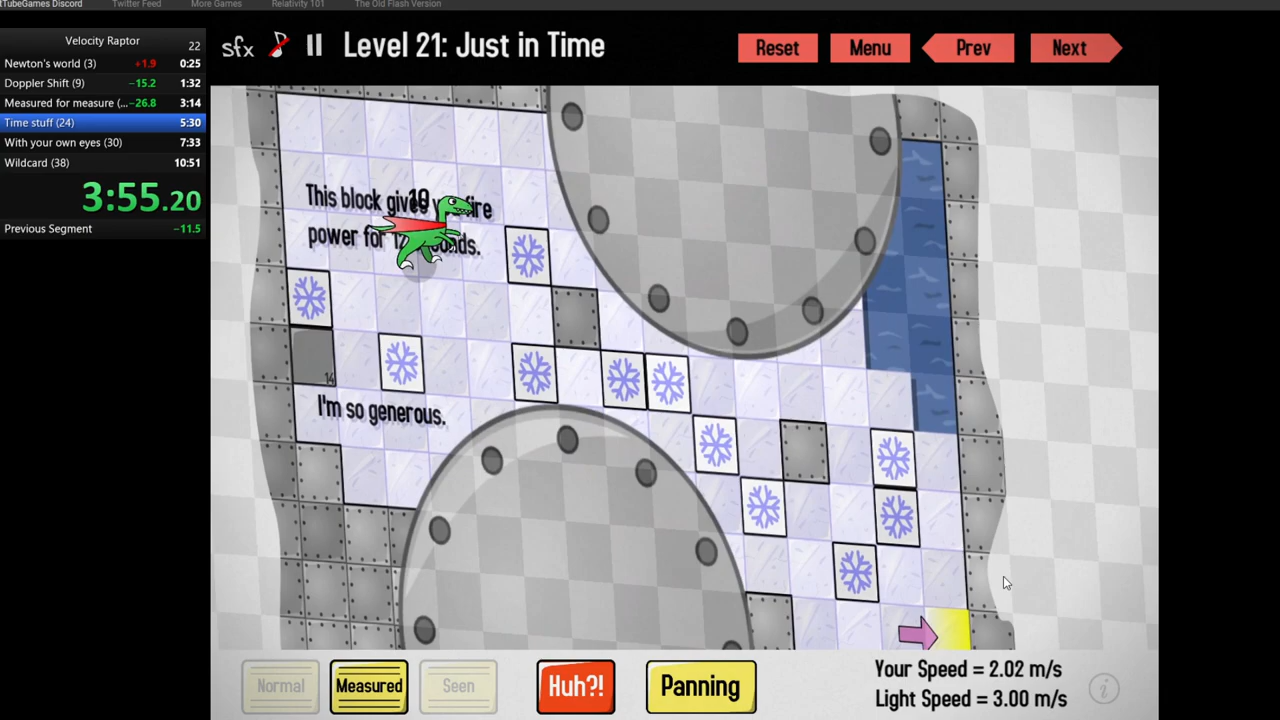 tTubeGames Discord Twitter Feed More Games Relativity 101 The Old Flash Version
Velocity Raptor 22
Newton's world (3) +1.9 0:25
Doppler Shift (9) −15.2 1:32
Measured for measure (... −26.8 3:14
Time stuff (24) 5:30
With your own eyes (30) 7:33
Wildcard (38) 10:51
3:55.20
Previous Segment −11.5
sfx Level 21: Just in Time Reset Menu Prev Next
10
This block gives fire
power for
14
I'm so generous.
Normal Measured Seen Huh?! Panning
Your Speed = 2.02 m/s
Light Speed = 3.00 m/s
i